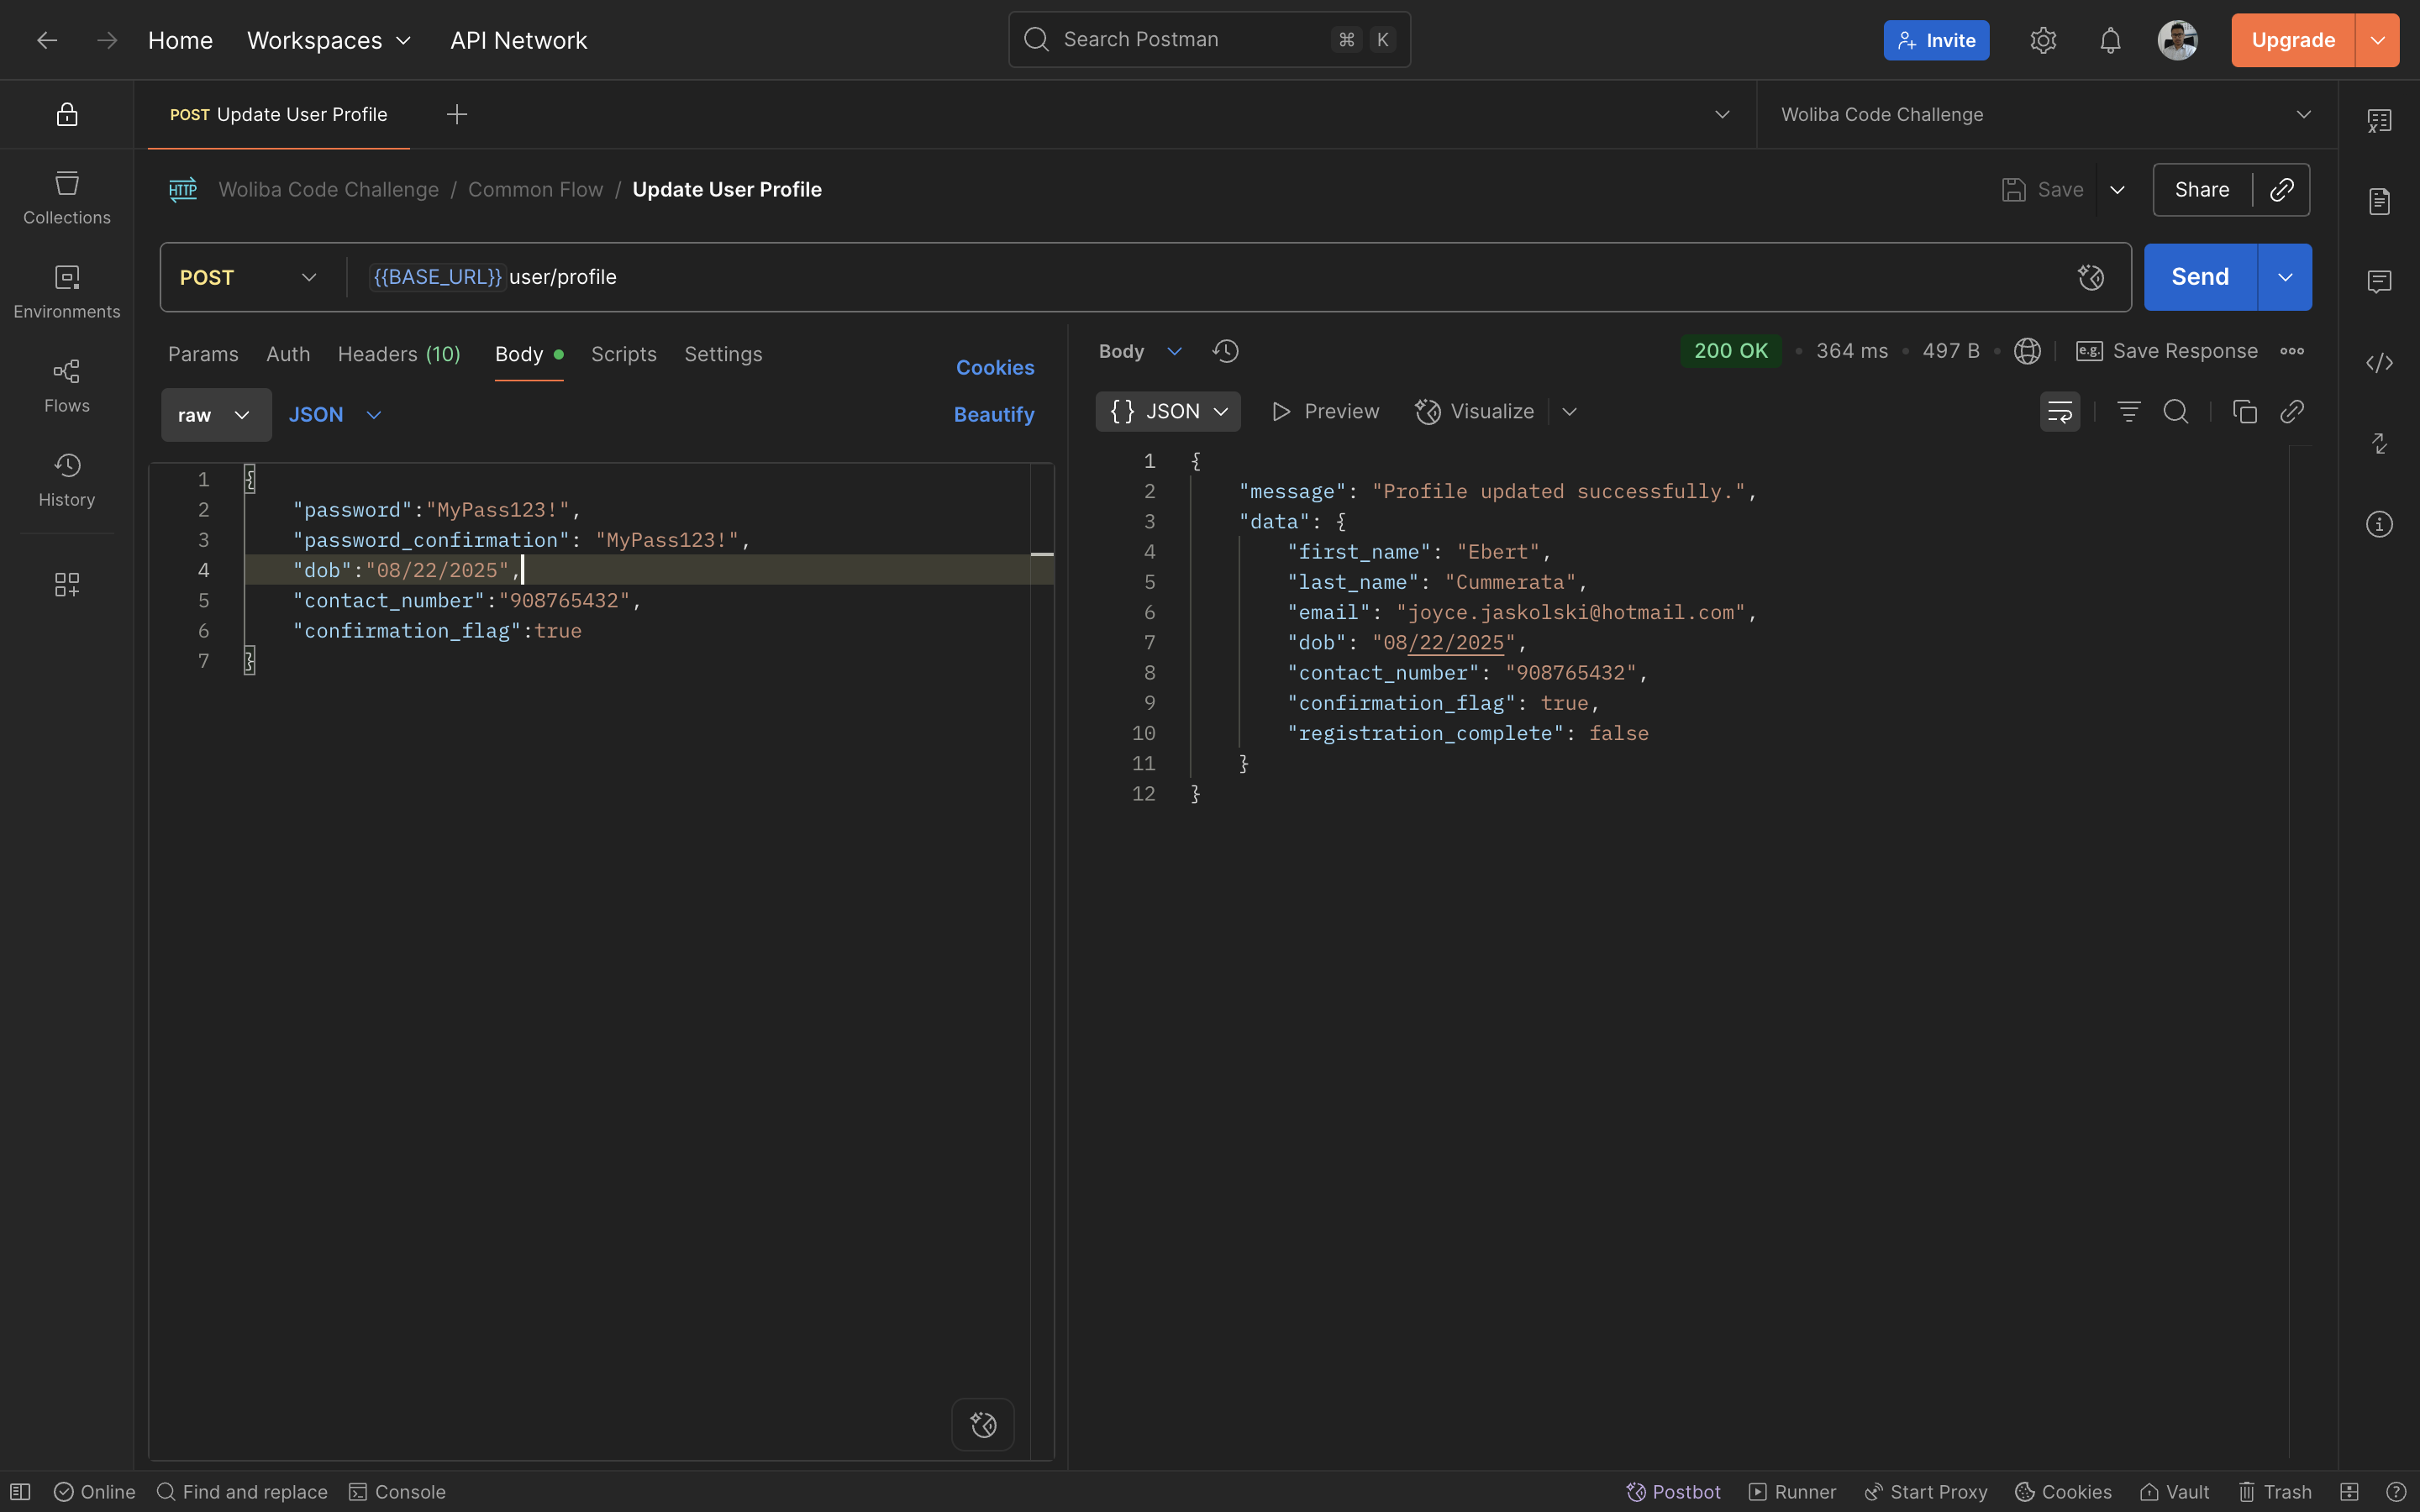 Home Workspaces API Network Search Postman ⌘ K Invite Upgrade
POST Update User Profile Woliba Code Challenge
HTTP Woliba Code Challenge / Common Flow / Update User Profile Save Share
POST {{BASE_URL}} user/profile Send
Params Auth Headers (10) Body Scripts Settings Cookies
raw JSON Beautify
1 {
2 "password":"MyPass123!",
3 "password_confirmation": "MyPass123!",
4 "dob":"08/22/2025",
5 "contact_number":"908765432",
6 "confirmation_flag":true
7 }
Body 200 OK • 364 ms • 497 B • e.g. Save Response
{ } JSON Preview Visualize
1 {
2 "message": "Profile updated successfully.",
3 "data": {
4 "first_name": "Ebert",
5 "last_name": "Cummerata",
6 "email": "joyce.jaskolski@hotmail.com",
7 "dob": "08/22/2025",
8 "contact_number": "908765432",
9 "confirmation_flag": true,
10 "registration_complete": false
11 }
12 }
Collections
Environments
Flows
History
Online Find and replace Console Postbot Runner Start Proxy Cookies Vault Trash